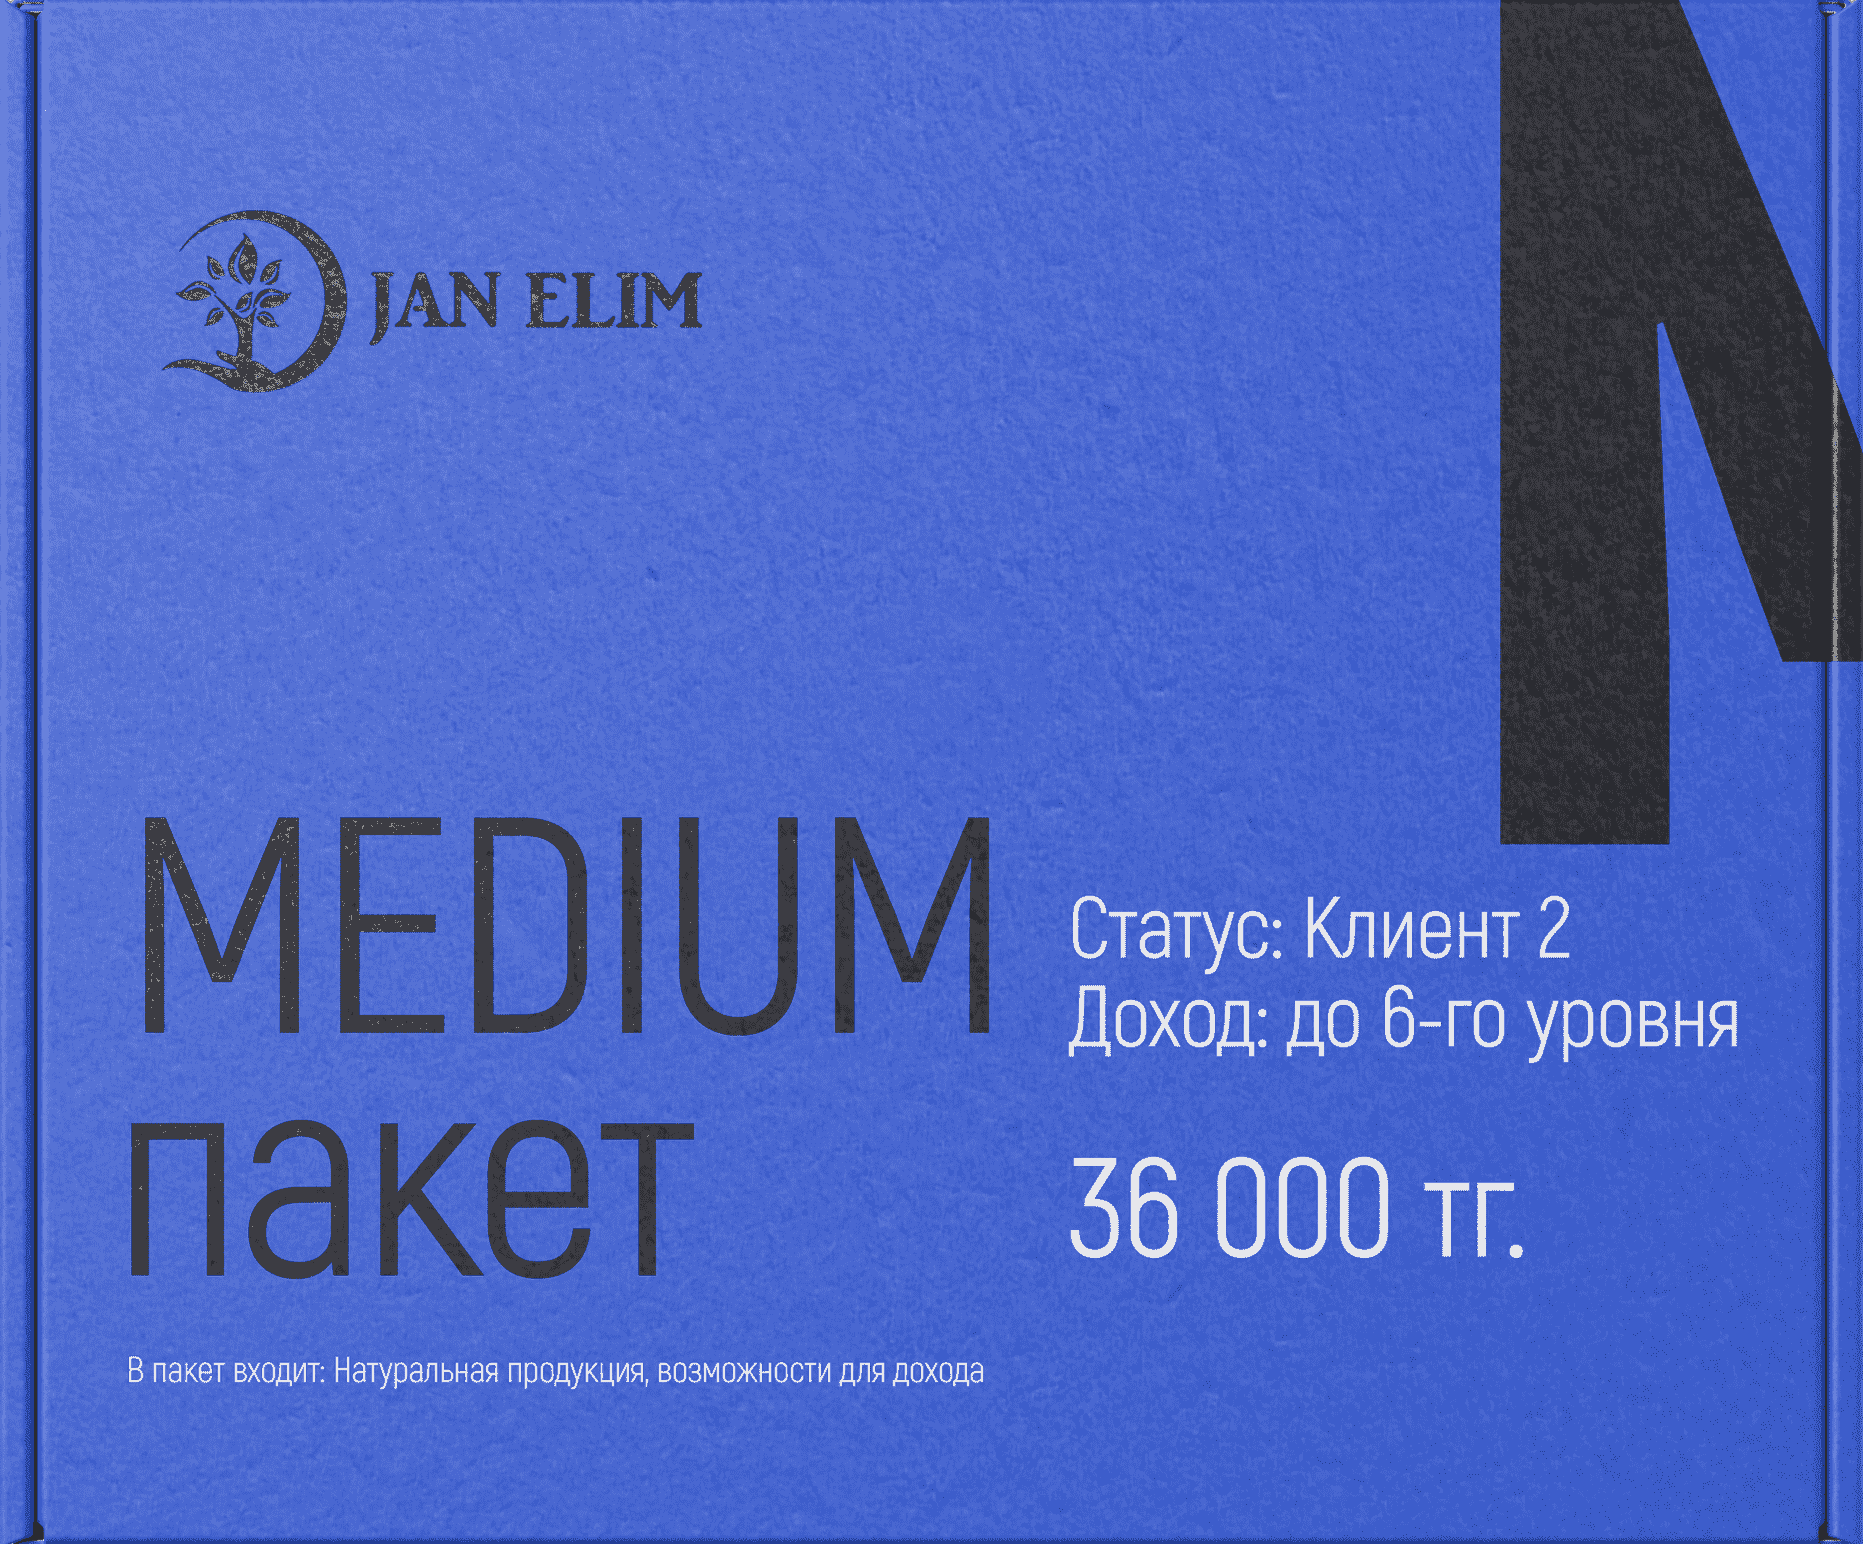 JAN ELIM
M
MEDIUM
пакет
Статус: Клиент 2
Доход: до 6-го уровня
36 000 тг.
В пакет входит: Натуральная продукция, возможности для дохода